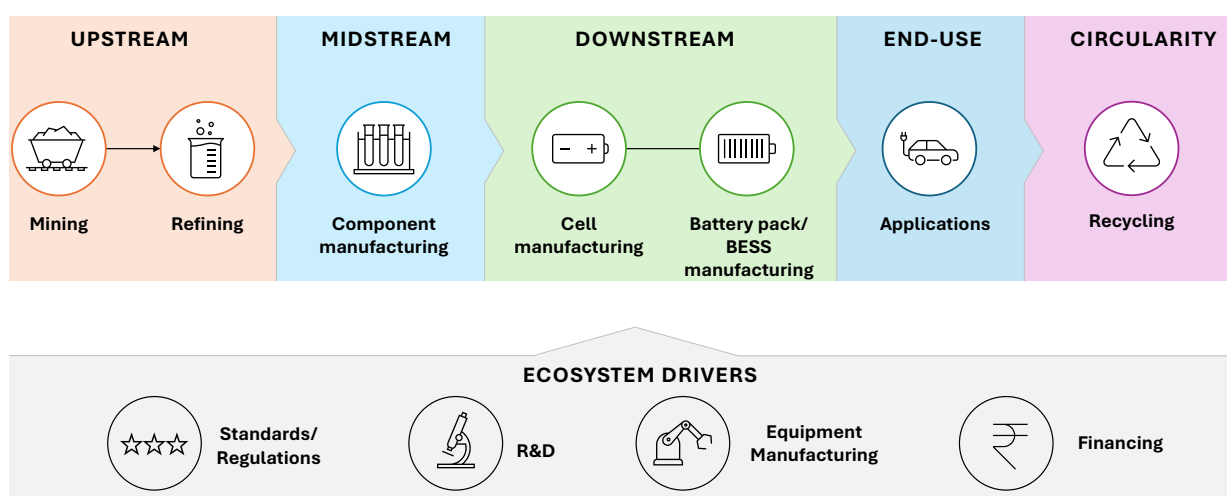 UPSTREAM
MIDSTREAM
DOWNSTREAM
END-USE
CIRCULARITY
Mining
Refining
Component
manufacturing
Cell
manufacturing
Battery pack/
BESS
manufacturing
Applications
Recycling
ECOSYSTEM DRIVERS
Standards/
Regulations
R&D
Equipment
Manufacturing
Financing